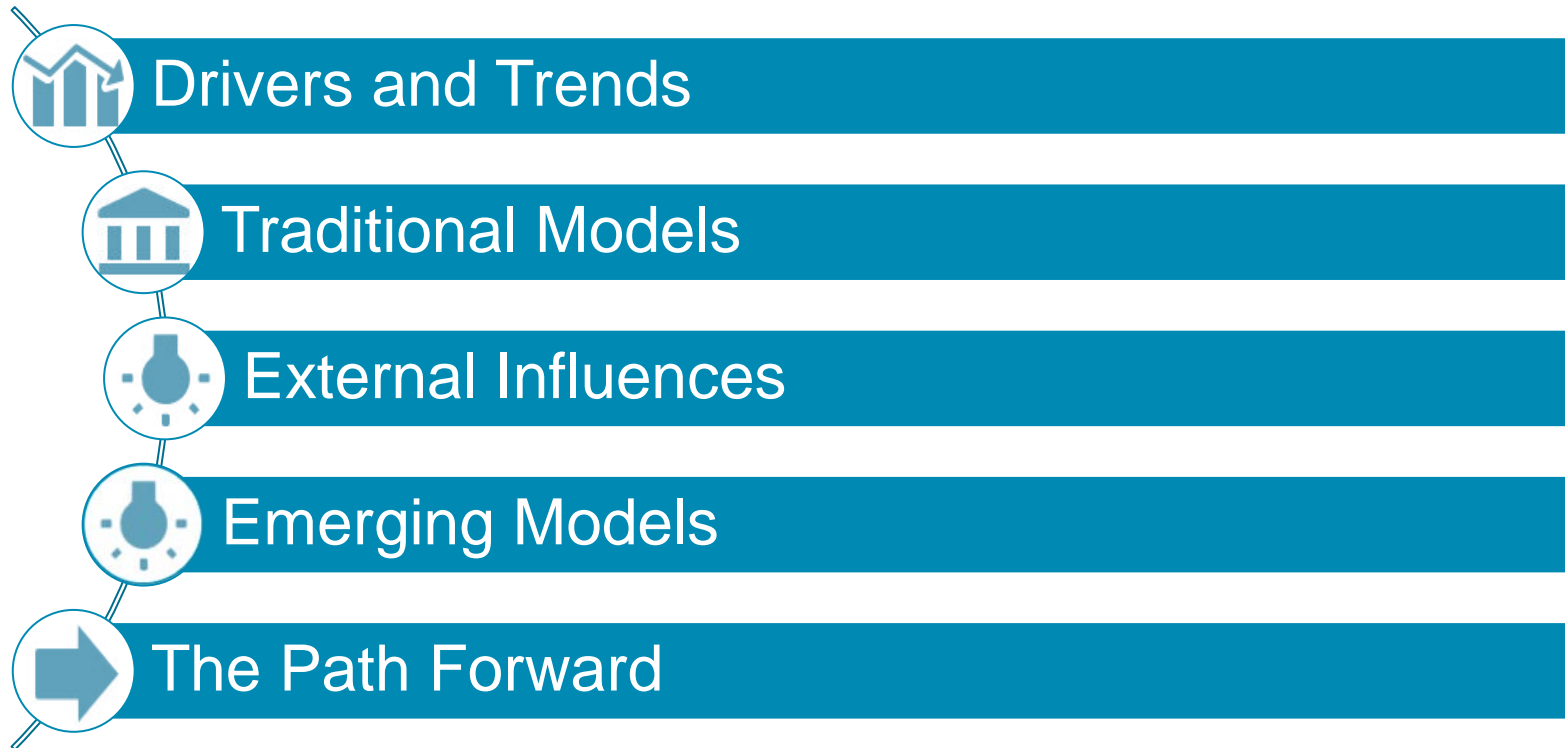 Drivers and Trends
Traditional Models
External Influences
Emerging Models
The Path Forward